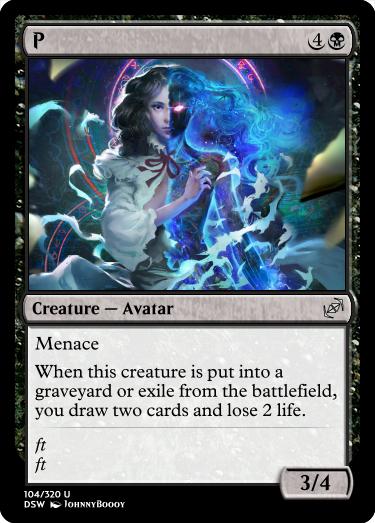 P 4
Creature — Avatar
Menace
When this creature is put into a
graveyard or exile from the battlefield,
you draw two cards and lose 2 life.
ft
ft
3/4
104/320 U
DSW JohnnyBoooy